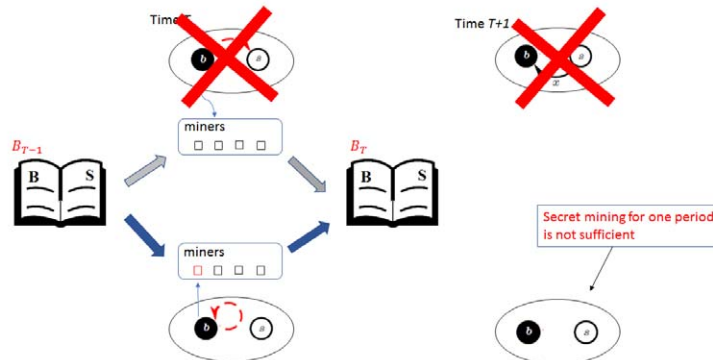 Time T
Time T+1
b
a
b
a
x
miners
B_{T-1}
B S
B_T
B S
Secret mining for one period
is not sufficient
miners
b
a
b
a